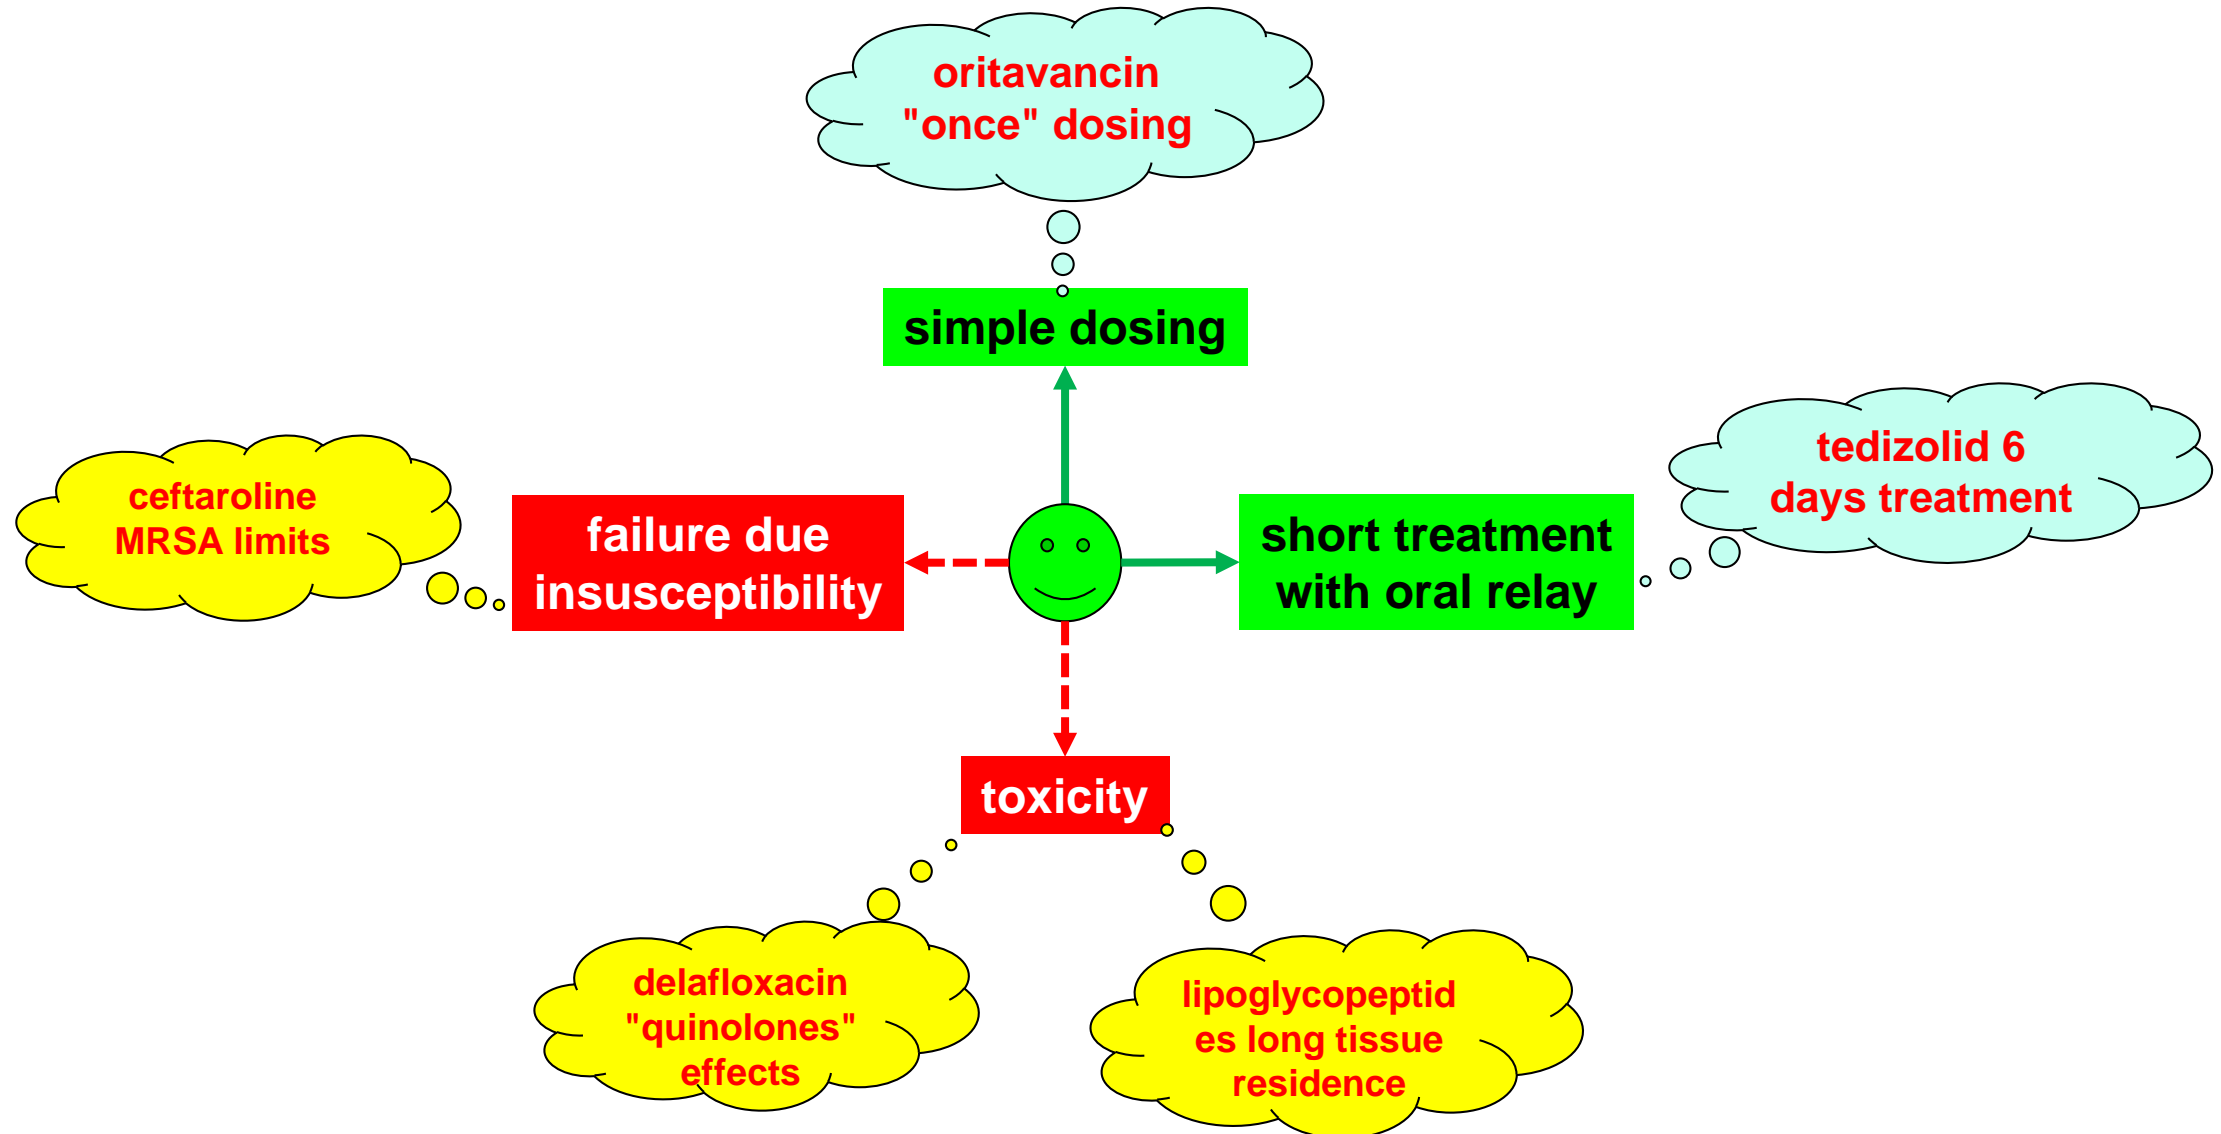 oritavancin
"once" dosing
simple dosing
tedizolid 6
days treatment
ceftaroline
MRSA limits
failure due
insusceptibility
short treatment
with oral relay
toxicity
delafloxacin
"quinolones"
effects
lipoglycopeptid
es long tissue
residence